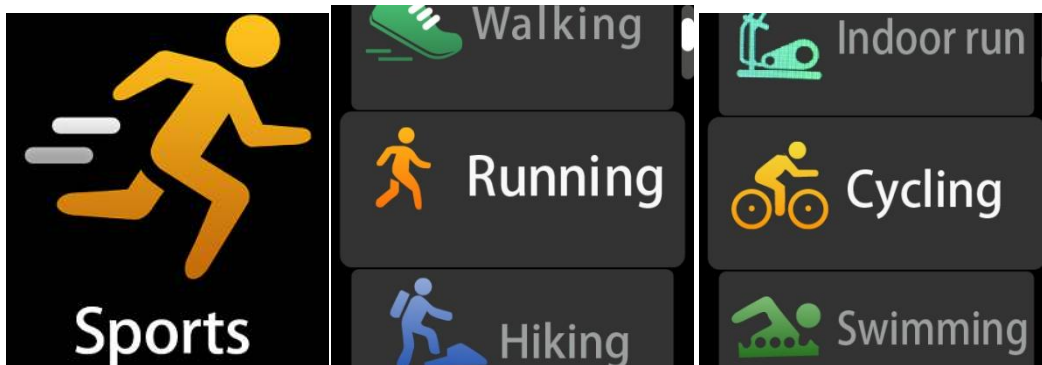 Sports
Walking
Running
Hiking
Indoor run
Cycling
Swimming